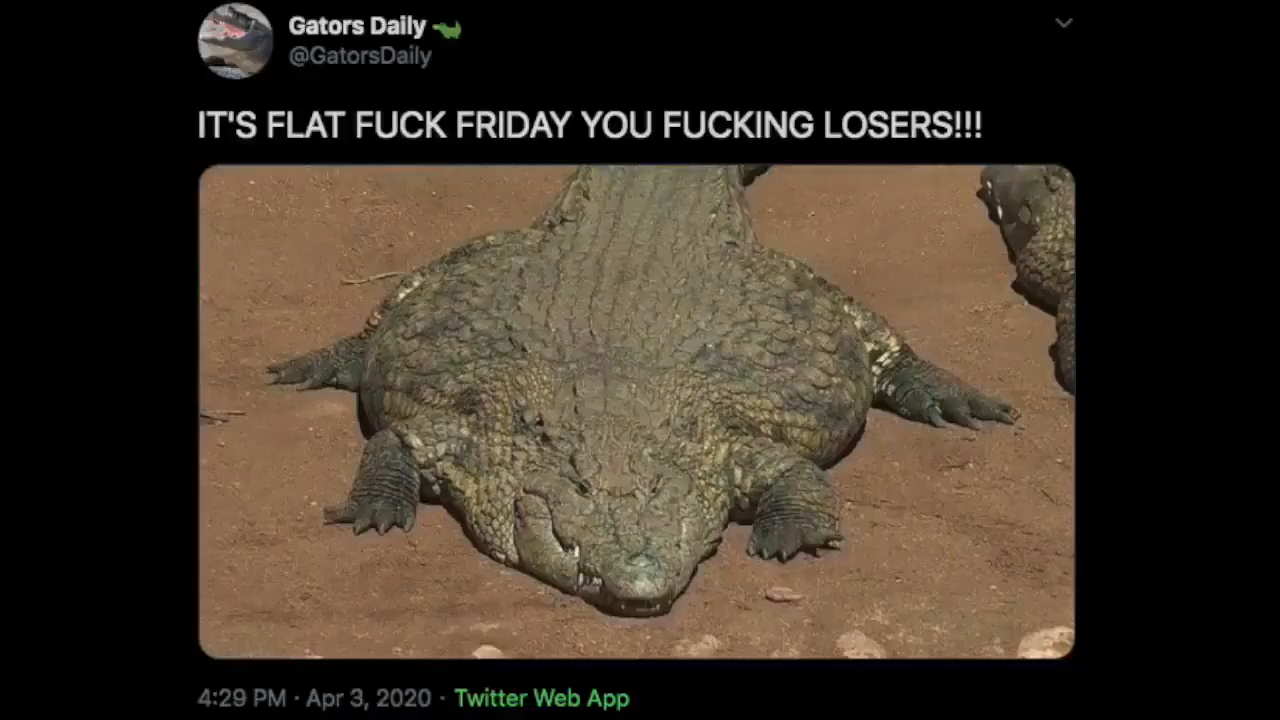 Gators Daily 🐊
@GatorsDaily
IT'S FLAT FUCK FRIDAY YOU FUCKING LOSERS!!!
4:29 PM · Apr 3, 2020 · Twitter Web App